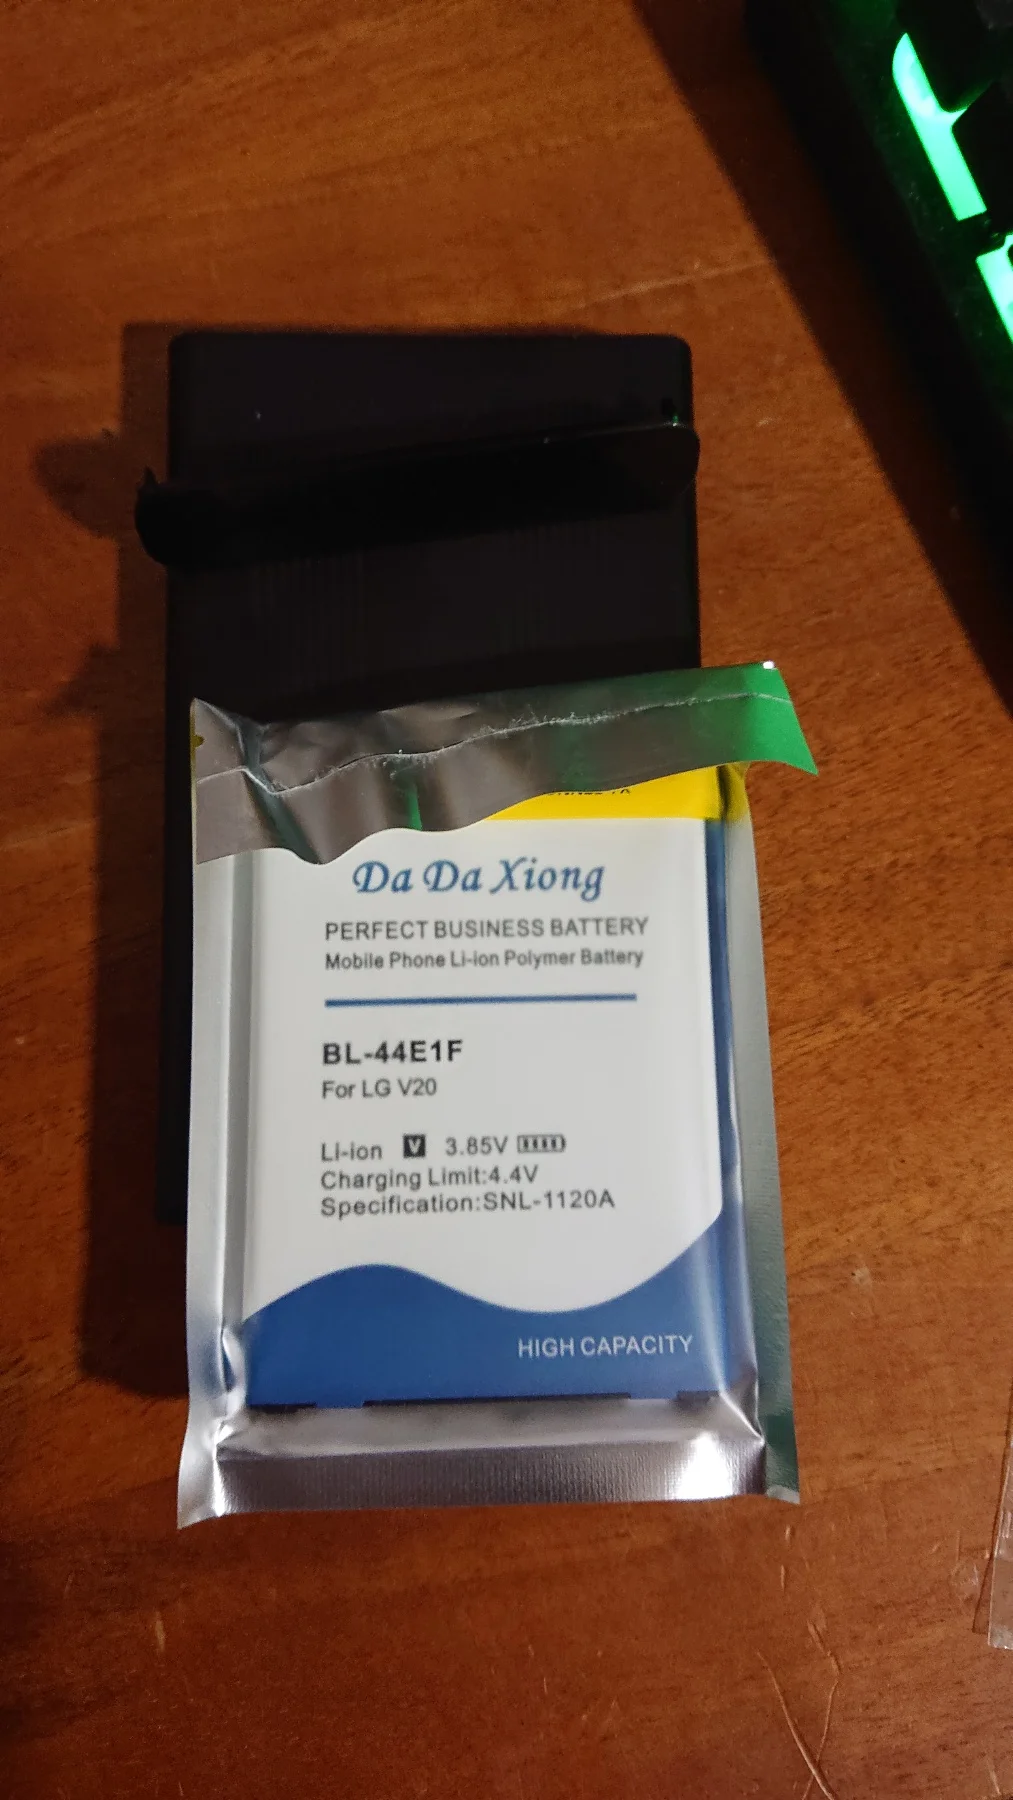 Da Da Xiong
PERFECT BUSINESS BATTERY
Mobile Phone Li-ion Polymer Battery
BL-44E1F
For LG V20
Li-ion V 3.85V
Charging Limit:4.4V
Specification:SNL-1120A
HIGH CAPACITY